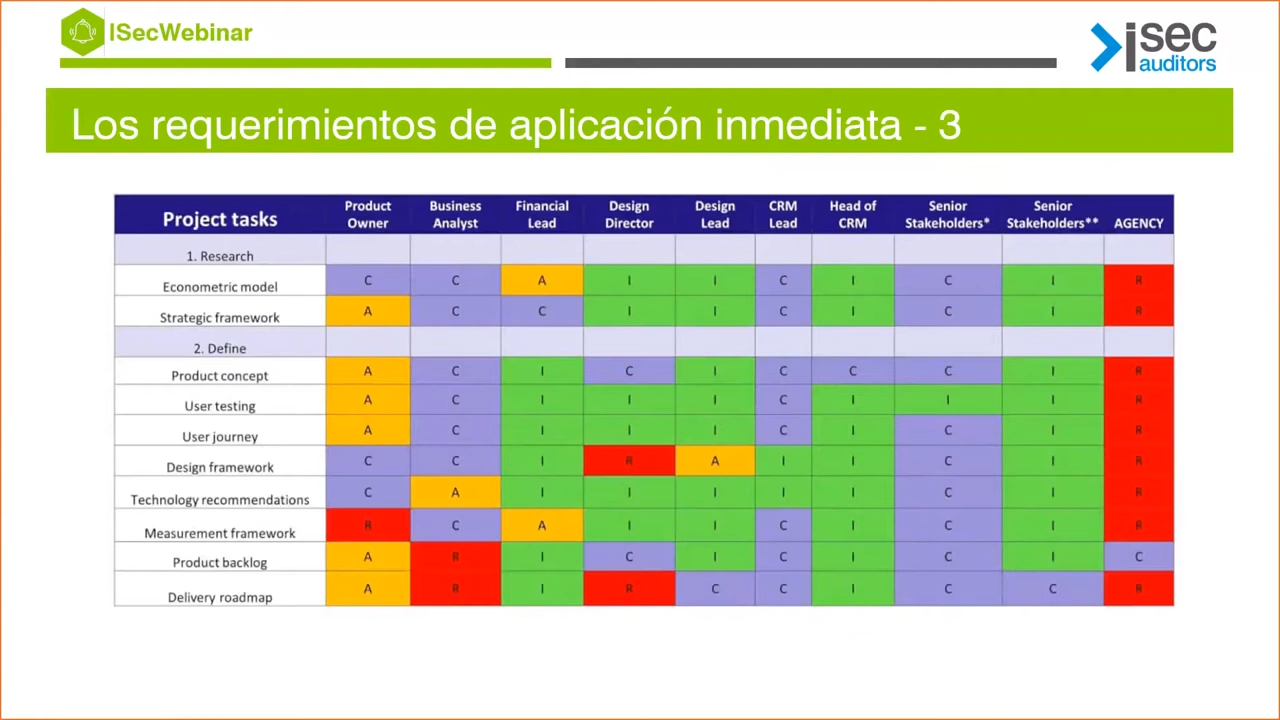 ISecWebinar
isec
auditors
Los requerimientos de aplicación inmediata - 3
Project tasks Product Owner Business Analyst Financial Lead Design Director Design Lead CRM Lead Head of CRM Senior Stakeholders* Senior Stakeholders** AGENCY
1. Research
Econometric model C C A I I C I C I R
Strategic framework A C C I I C I C I R
2. Define
Product concept A C I C I C C C I R
User testing A C I I I C I I I R
User journey A C I I I C I C I R
Design framework C C I R A I I C I R
Technology recommendations C A I I I I I C I R
Measurement framework R C A I I C I C I R
Product backlog A R I C I C I C I C
Delivery roadmap A R I R C C I C C R